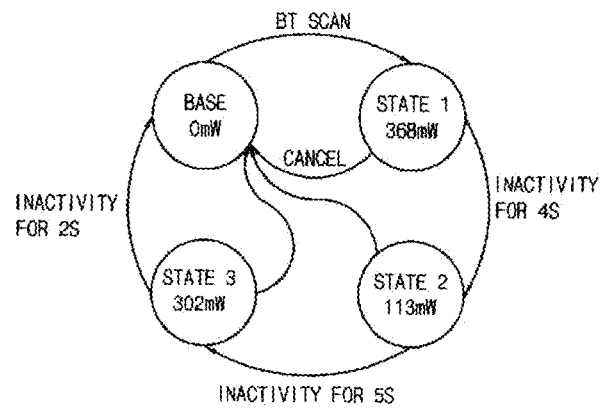 BT SCAN
BASE
0mW
STATE 1
368mW
CANCEL
INACTIVITY
FOR 4S
INACTIVITY
FOR 2S
STATE 3
302mW
STATE 2
113mW
INACTIVITY FOR 5S